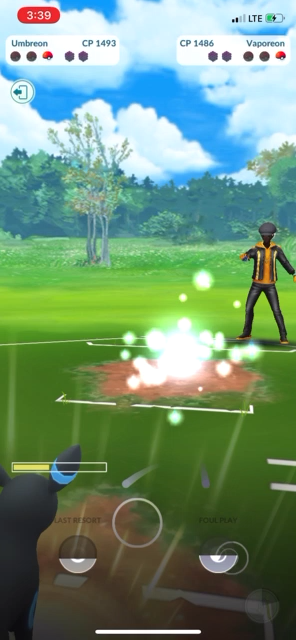 3:39
LTE
Umbreon CP 1493
CP 1486 Vaporeon
LAST RESORT
FOUL PLAY